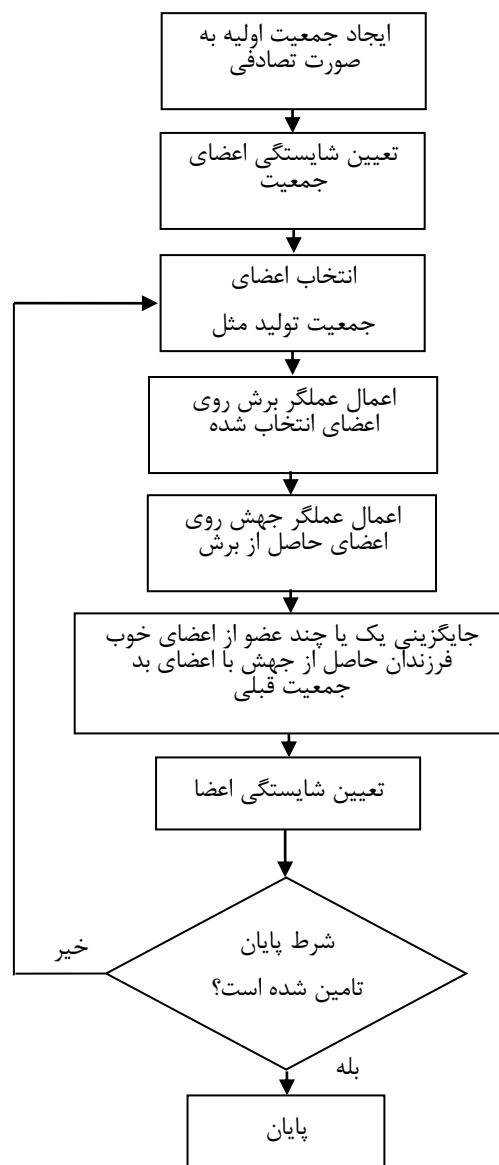 ایجاد جمعیت اولیه به
صورت تصادفی
تعیین شایستگی اعضای
جمعیت
انتخاب اعضای
جمعیت تولید مثل
اعمال عملگر برش روی
اعضای انتخاب شده
اعمال عملگر جهش روی
اعضای حاصل از برش
جایگزینی یک یا چند عضو از اعضای خوب
فرزندان حاصل از جهش با اعضای بد
جمعیت قبلی
تعیین شایستگی اعضا
شرط پایان
تامین شده است؟
خیر
بله
پایان